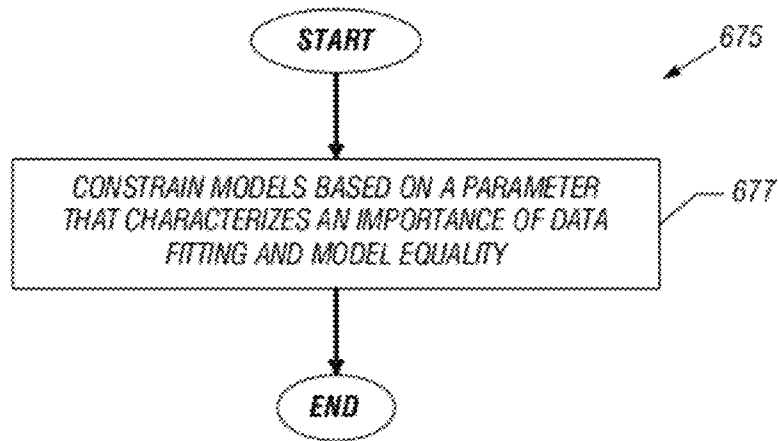 START
675
CONSTRAIN MODELS BASED ON A PARAMETER
THAT CHARACTERIZES AN IMPORTANCE OF DATA
FITTING AND MODEL EQUALITY
677
END